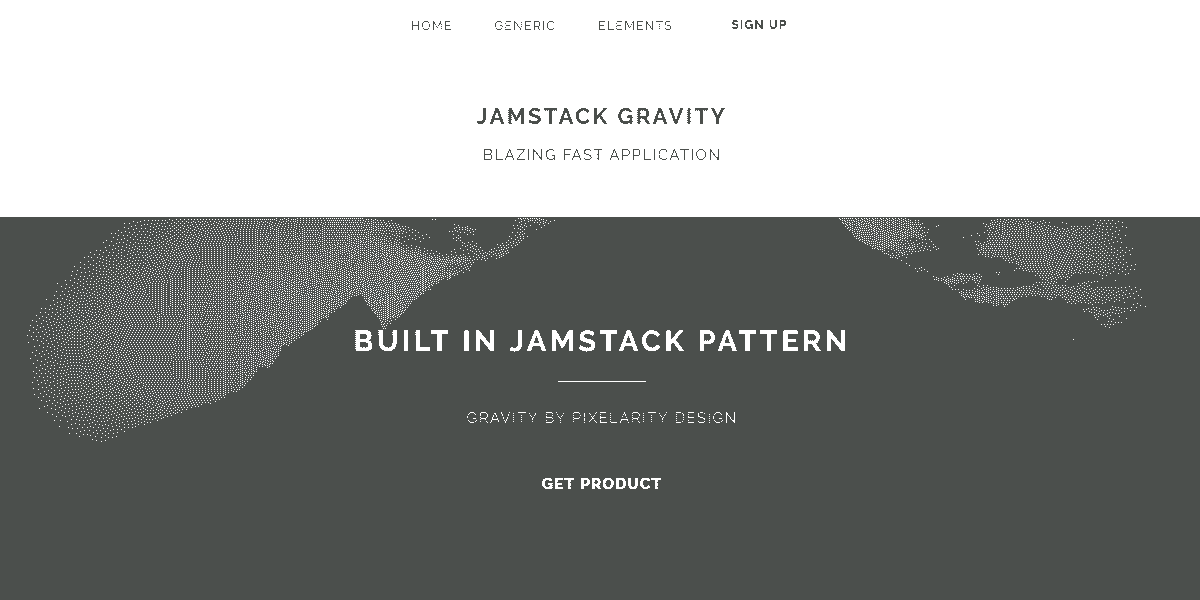 HOME GENERIC ELEMENTS SIGN UP
JAMSTACK GRAVITY
BLAZING FAST APPLICATION
BUILT IN JAMSTACK PATTERN
GRAVITY BY PIXELARITY DESIGN
GET PRODUCT